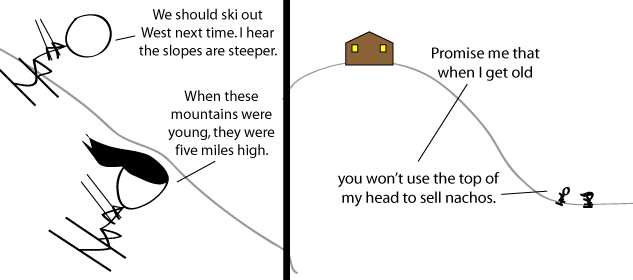 We should ski out
West next time. I hear
the slopes are steeper.
When these
mountains were
young, they were
five miles high.
Promise me that
when I get old
you won't use the top of
my head to sell nachos.